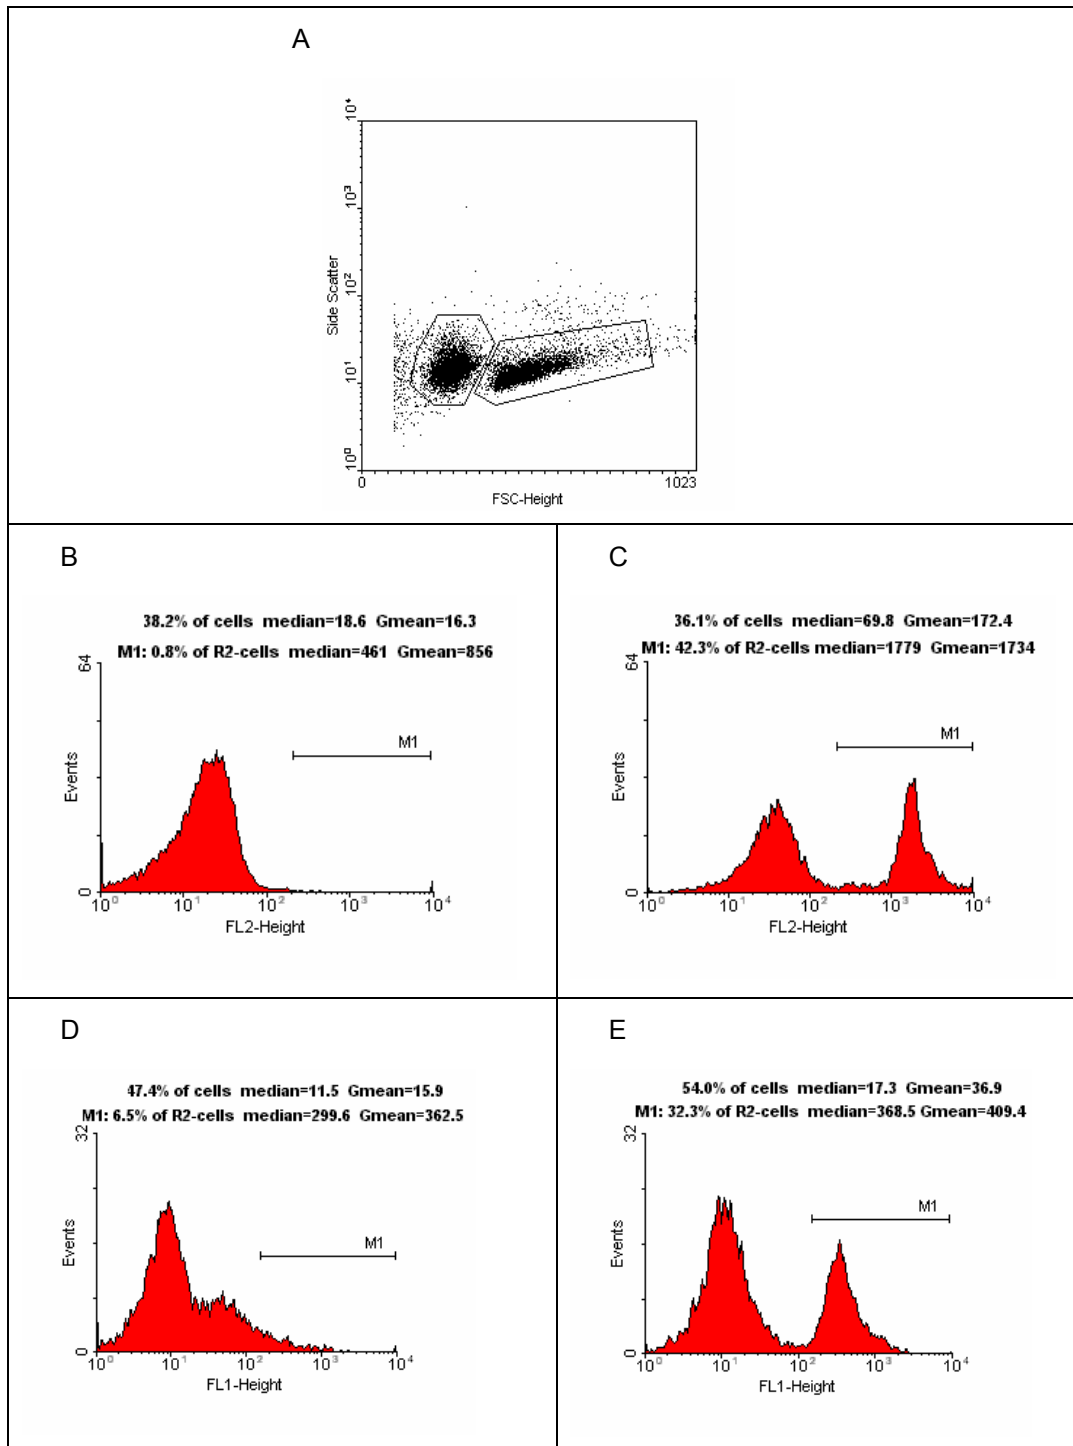 A
Side Scatter
10⁰ 10¹ 10² 10³ 10⁴
0 1023
FSC-Height
B
38.2% of cells median=18.6 Gmean=16.3
M1: 0.8% of R2-cells median=461 Gmean=856
64
M1
Events
0
10⁰ 10¹ 10² 10³ 10⁴
FL2-Height
C
36.1% of cells median=69.8 Gmean=172.4
M1: 42.3% of R2-cells median=1779 Gmean=1734
64
M1
Events
0
10⁰ 10¹ 10² 10³ 10⁴
FL2-Height
D
47.4% of cells median=11.5 Gmean=15.9
M1: 6.5% of R2-cells median=299.6 Gmean=362.5
32
M1
Events
0
10⁰ 10¹ 10² 10³ 10⁴
FL1-Height
E
54.0% of cells median=17.3 Gmean=36.9
M1: 32.3% of R2-cells median=368.5 Gmean=409.4
32
M1
Events
0
10⁰ 10¹ 10² 10³ 10⁴
FL1-Height